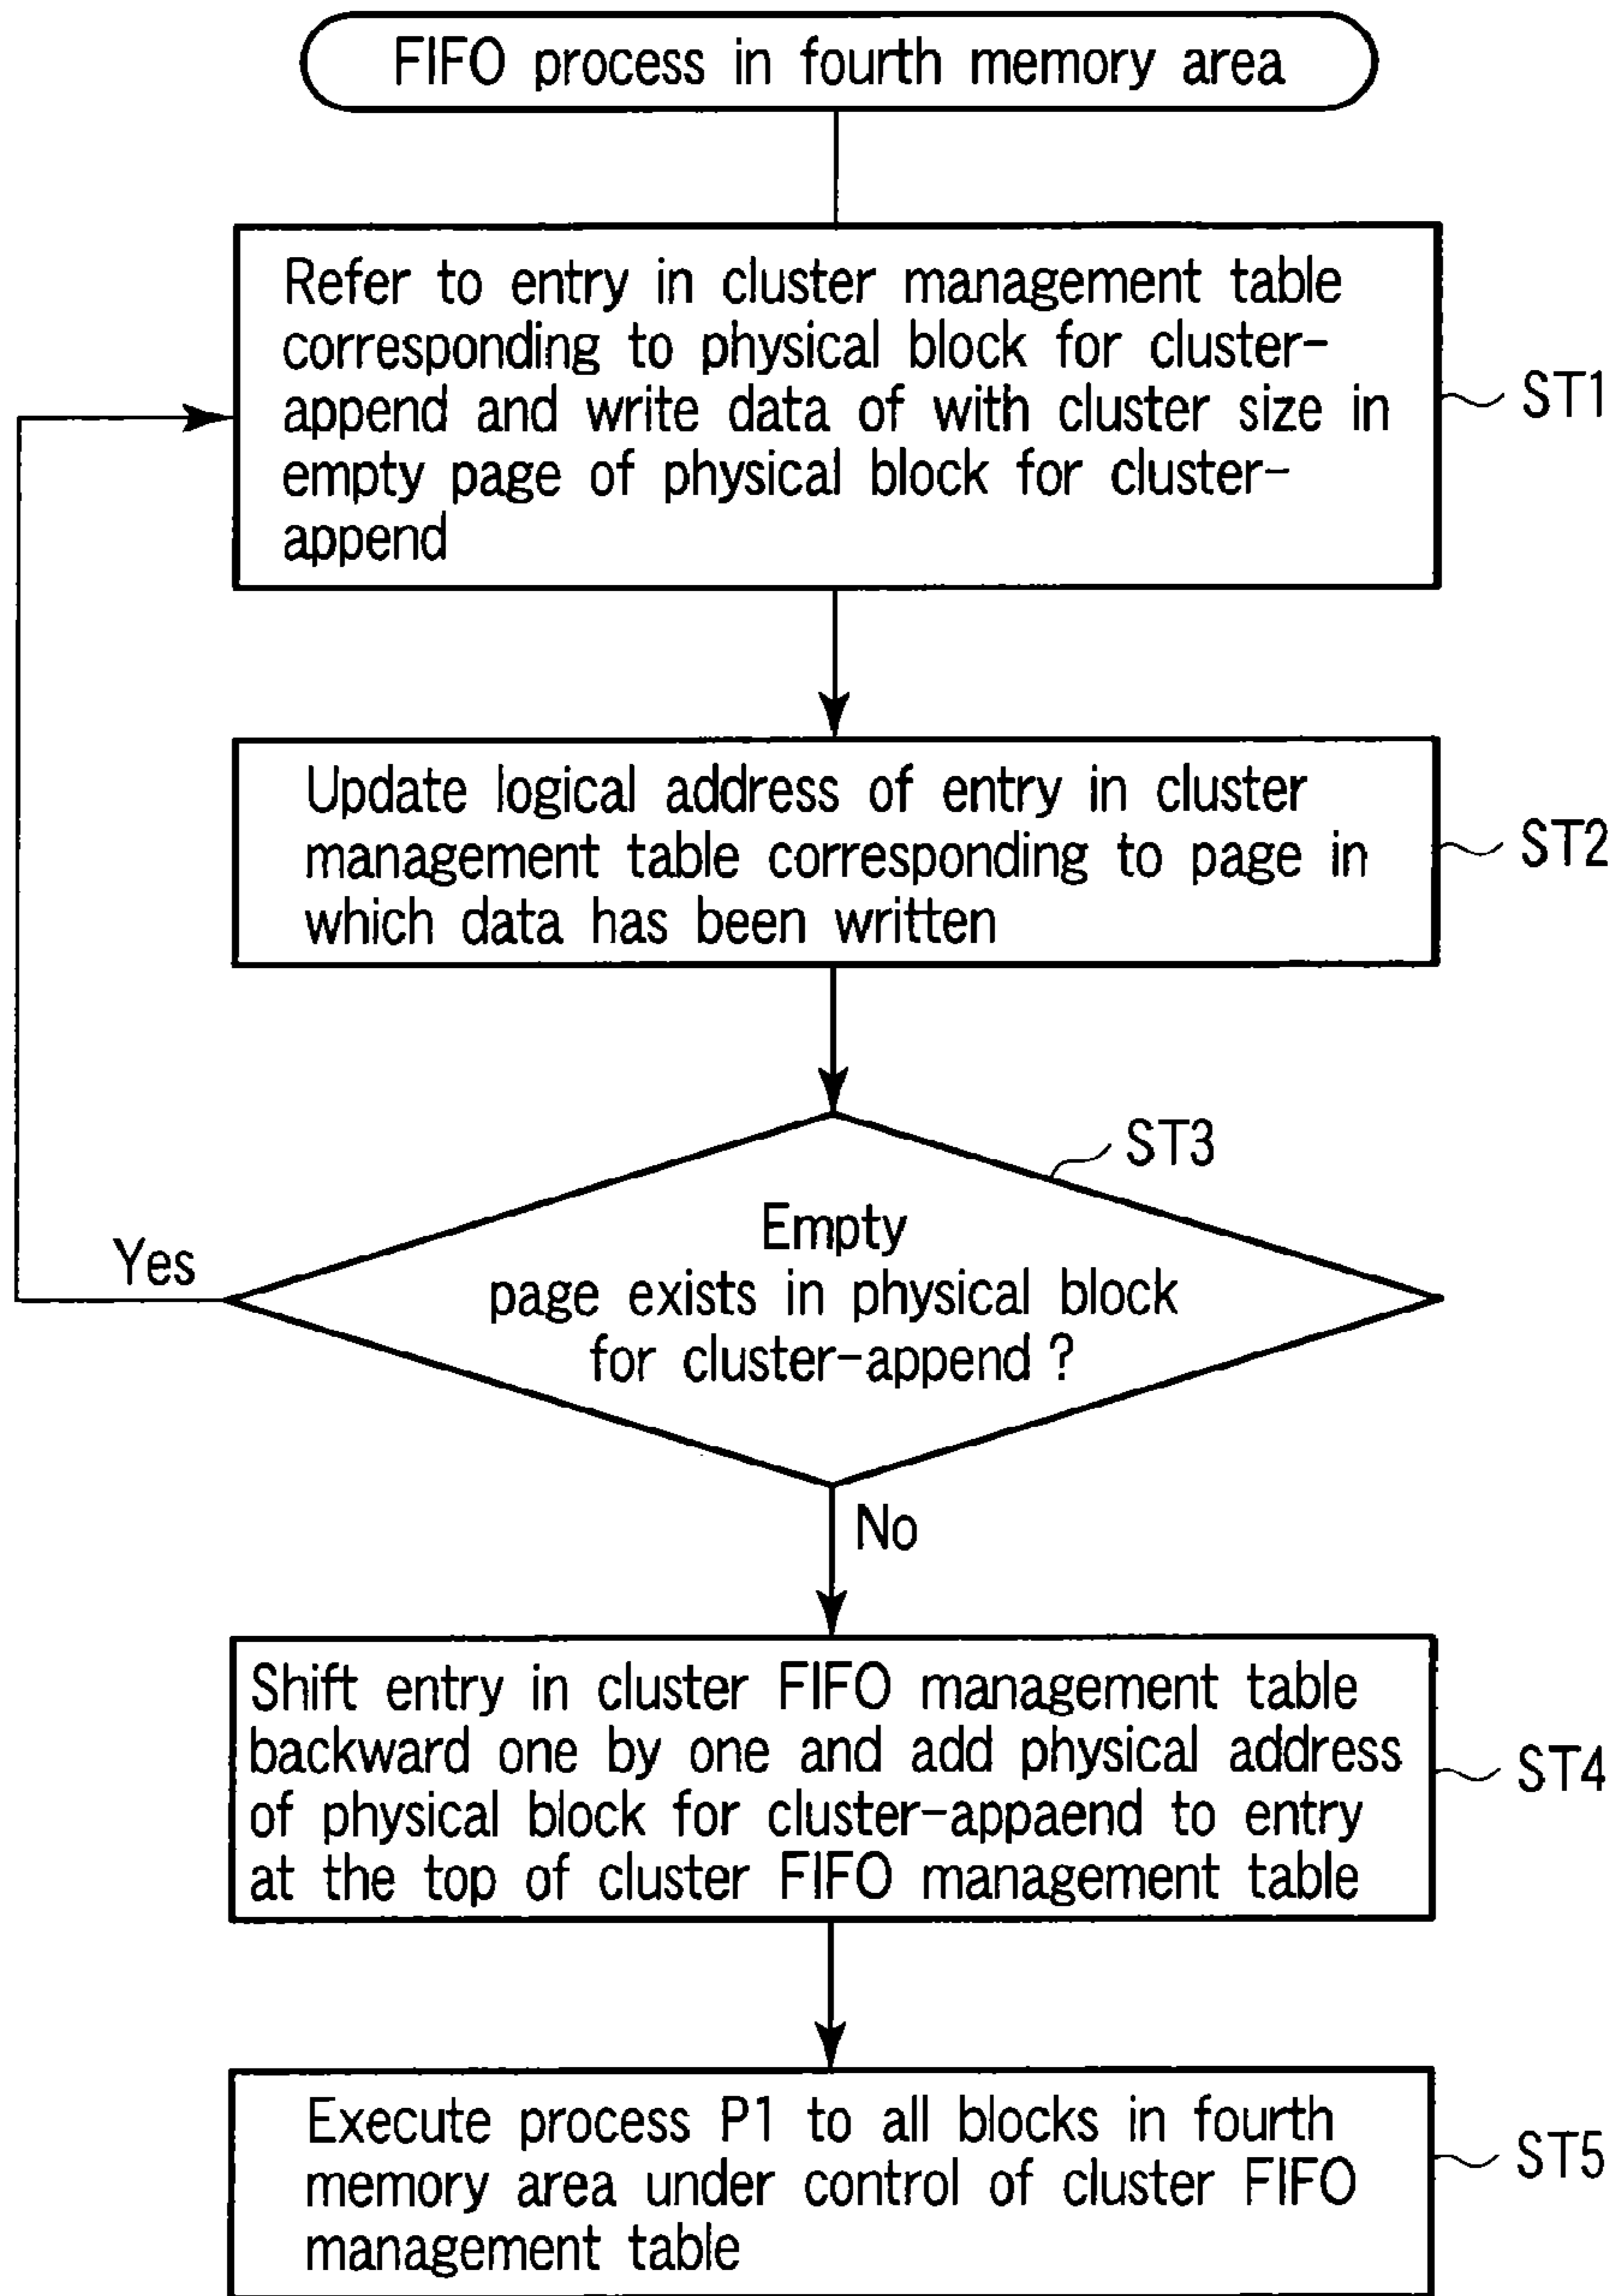 FIFO process in fourth memory area
Refer to entry in cluster management table
corresponding to physical block for cluster-
append and write data of with cluster size in
empty page of physical block for cluster-
append
ST1
Update logical address of entry in cluster
management table corresponding to page in
which data has been written
ST2
ST3
Empty
page exists in physical block
for cluster-append ?
Yes
No
Shift entry in cluster FIFO management table
backward one by one and add physical address
of physical block for cluster-appaend to entry
at the top of cluster FIFO management table
ST4
Execute process P1 to all blocks in fourth
memory area under control of cluster FIFO
management table
ST5